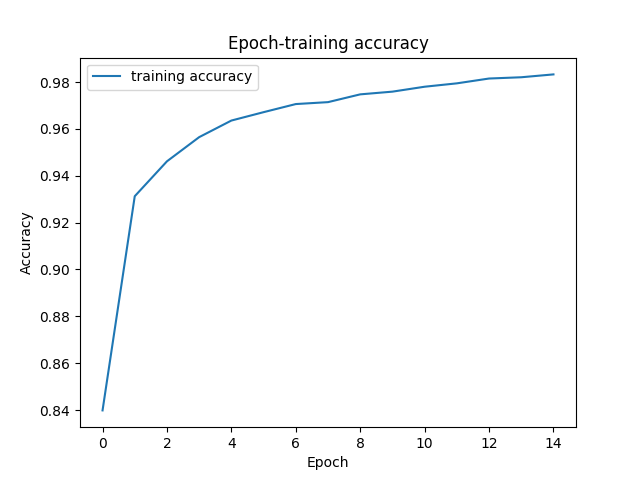 Epoch-training accuracy
training accuracy
0.98
0.96
0.94
0.92
0.90
0.88
0.86
0.84
Accuracy
0 2 4 6 8 10 12 14
Epoch